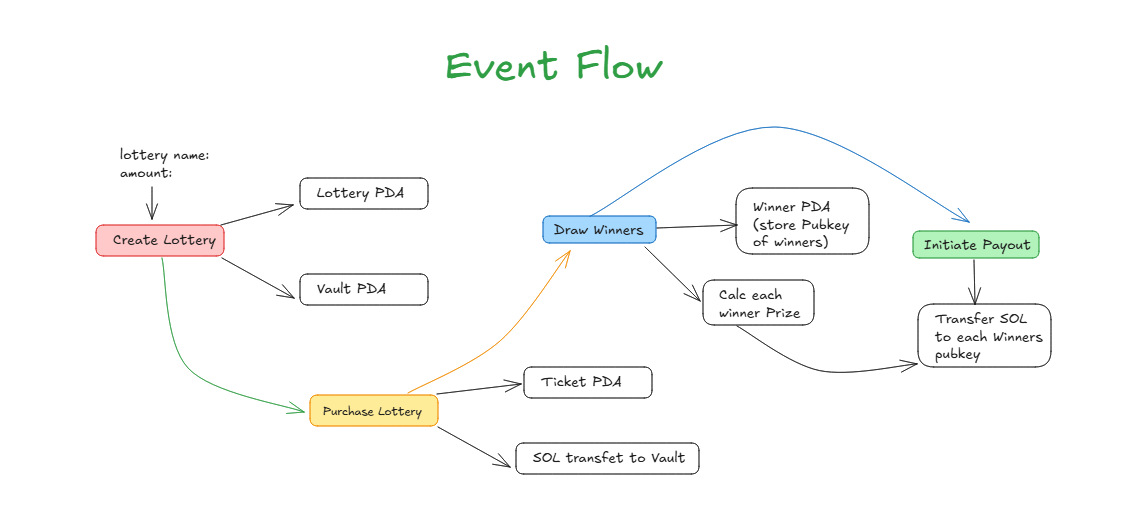 Event Flow
lottery name:
amount:
Create Lottery
Lottery PDA
Vault PDA
Purchase Lottery
Ticket PDA
SOL transfet to Vault
Draw Winners
Winner PDA
(store Pubkey
of winners)
Calc each
winner Prize
Initiate Payout
Transfer SOL
to each Winners
pubkey